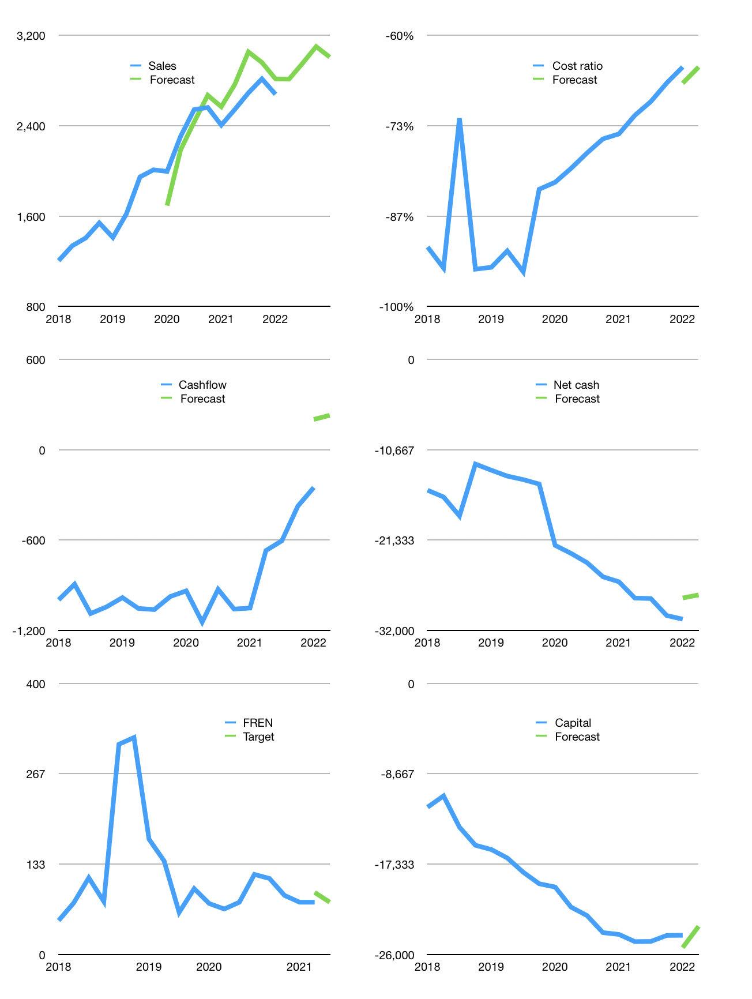 3,200
Sales
Forecast
2,400
1,600
800
2018 2019 2020 2021 2022
-60%
Cost ratio
Forecast
-73%
-87%
-100%
2018 2019 2020 2021 2022
600
Cashflow
Forecast
0
-600
-1,200
2018 2019 2020 2021 2022
0
Net cash
Forecast
-10,667
-21,333
-32,000
2018 2019 2020 2021 2022
400
FREN
Target
267
133
0
2018 2019 2020 2021
0
Capital
Forecast
-8,667
-17,333
-26,000
2018 2019 2020 2021 2022